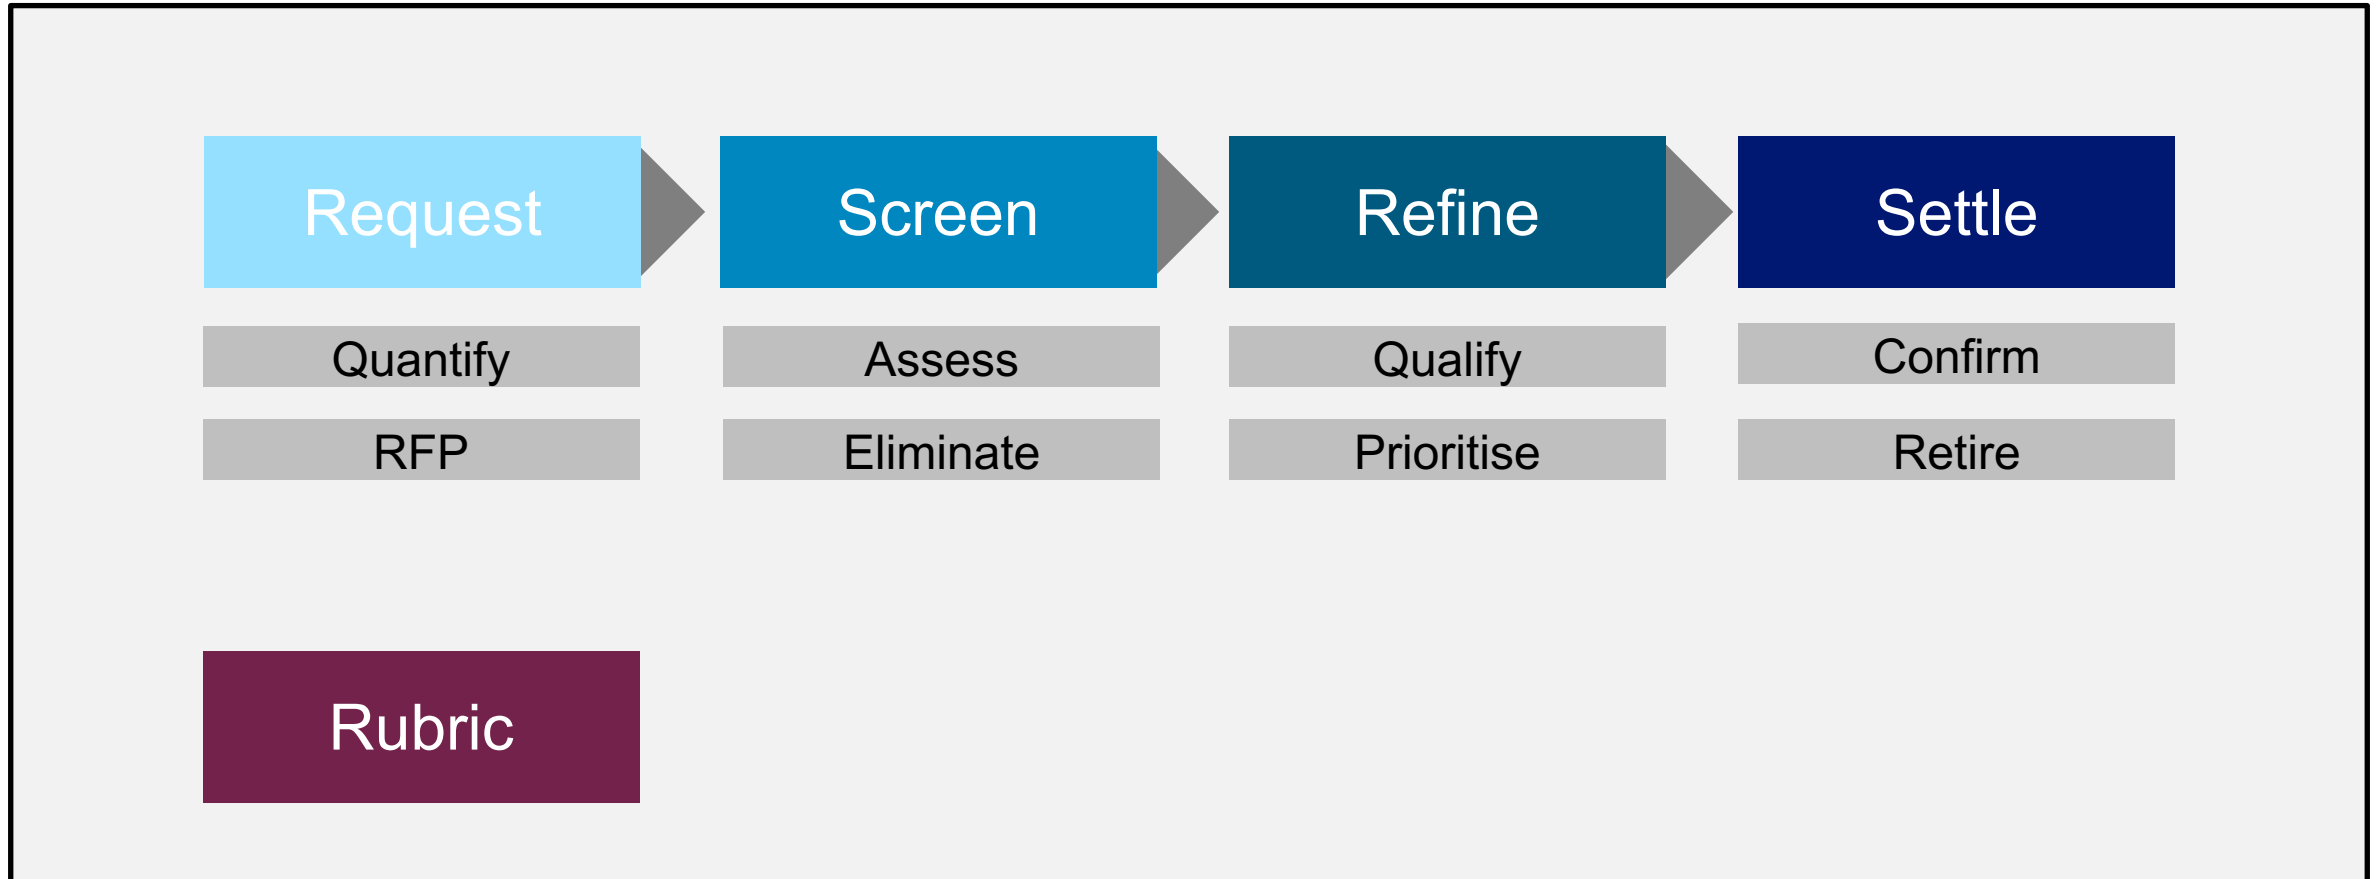 Request
Screen
Refine
Settle
Quantify
Assess
Qualify
Confirm
RFP
Eliminate
Prioritise
Retire
Rubric